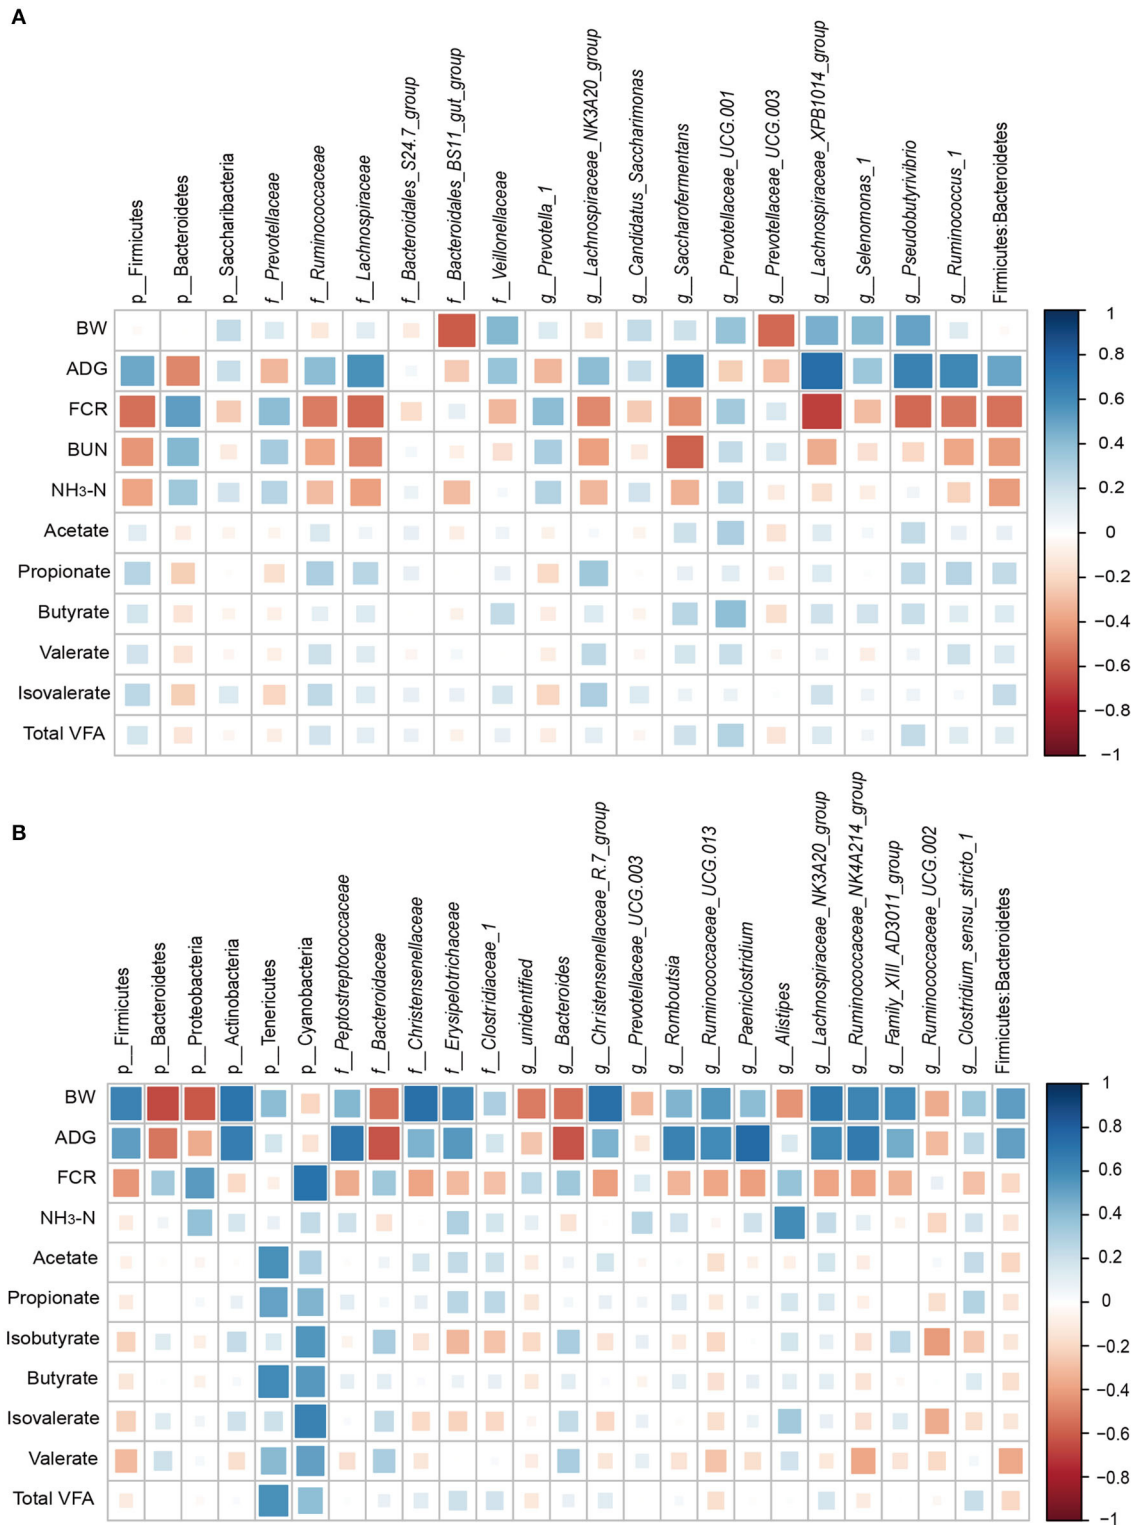 A
p__Firmicutes
p__Bacteroidetes
p__Saccharibacteria
f__Prevotellaceae
f__Ruminococcaceae
f__Lachnospiraceae
f__Bacteroidales_S24.7_group
f__Bacteroidales_BS11_gut_group
f__Veillonellaceae
g__Prevotella_1
g__Lachnospiraceae_NK3A20_group
g__Candidatus_Saccharimonas
g__Saccharofermentans
g__Prevotellaceae_UCG.001
g__Prevotellaceae_UCG.003
g__Lachnospiraceae_XPB1014_group
g__Selenomonas_1
g__Pseudobutyrivibrio
g__Ruminococcus_1
Firmicutes:Bacteroidetes
BW
ADG
FCR
BUN
NH3-N
Acetate
Propionate
Butyrate
Valerate
Isovalerate
Total VFA
1
0.8
0.6
0.4
0.2
0
−0.2
−0.4
−0.6
−0.8
−1
B
p__Firmicutes
p__Bacteroidetes
p__Proteobacteria
p__Actinobacteria
p__Tenericutes
p__Cyanobacteria
f__Peptostreptococcaceae
f__Bacteroidaceae
f__Christensenellaceae
f__Erysipelotrichaceae
f__Clostridiaceae_1
g__unidentified
g__Bacteroides
g__Christensenellaceae_R.7_group
g__Prevotellaceae_UCG.003
g__Romboutsia
g__Ruminococcaceae_UCG.013
g__Paeniclostridium
g__Alistipes
g__Lachnospiraceae_NK3A20_group
g__Ruminococcaceae_NK4A214_group
g__Family_XIII_AD3011_group
g__Ruminococcaceae_UCG.002
g__Clostridium_sensu_stricto_1
Firmicutes:Bacteroidetes
BW
ADG
FCR
NH3-N
Acetate
Propionate
Isobutyrate
Butyrate
Isovalerate
Valerate
Total VFA
1
0.8
0.6
0.4
0.2
0
−0.2
−0.4
−0.6
−0.8
−1